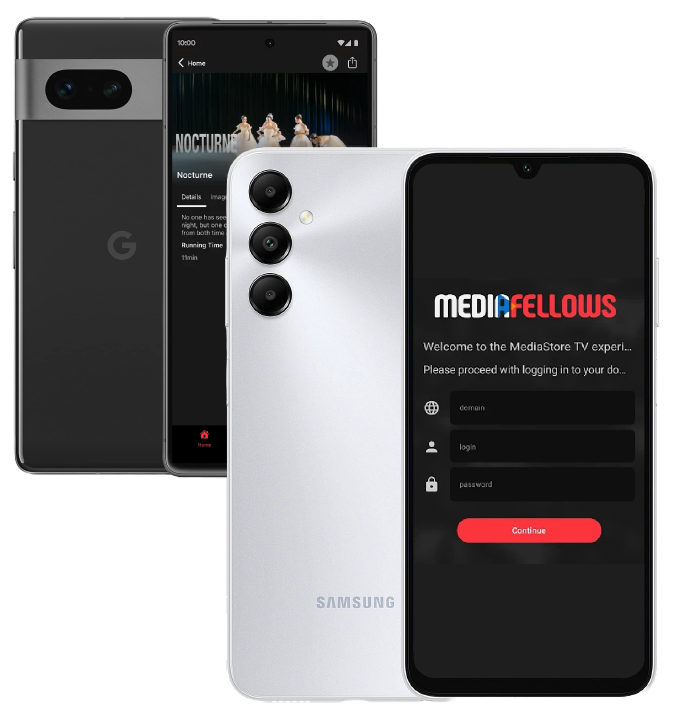 10:00
Home
NOCTURNE
Nocturne
Details Imag
No one has see
night, but one o
from both time
Running Time
11min
Home
G
SAMSUNG
MEDIAFELLOWS
Welcome to the MediaStore TV experi...
Please proceed with logging in to your do...
domain
login
password
Continue